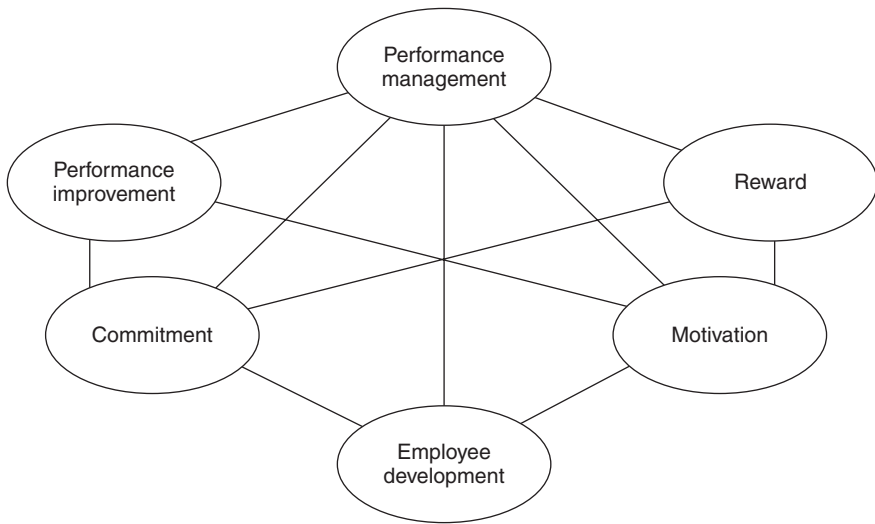 Performance
management
Performance
improvement
Reward
Commitment
Motivation
Employee
development